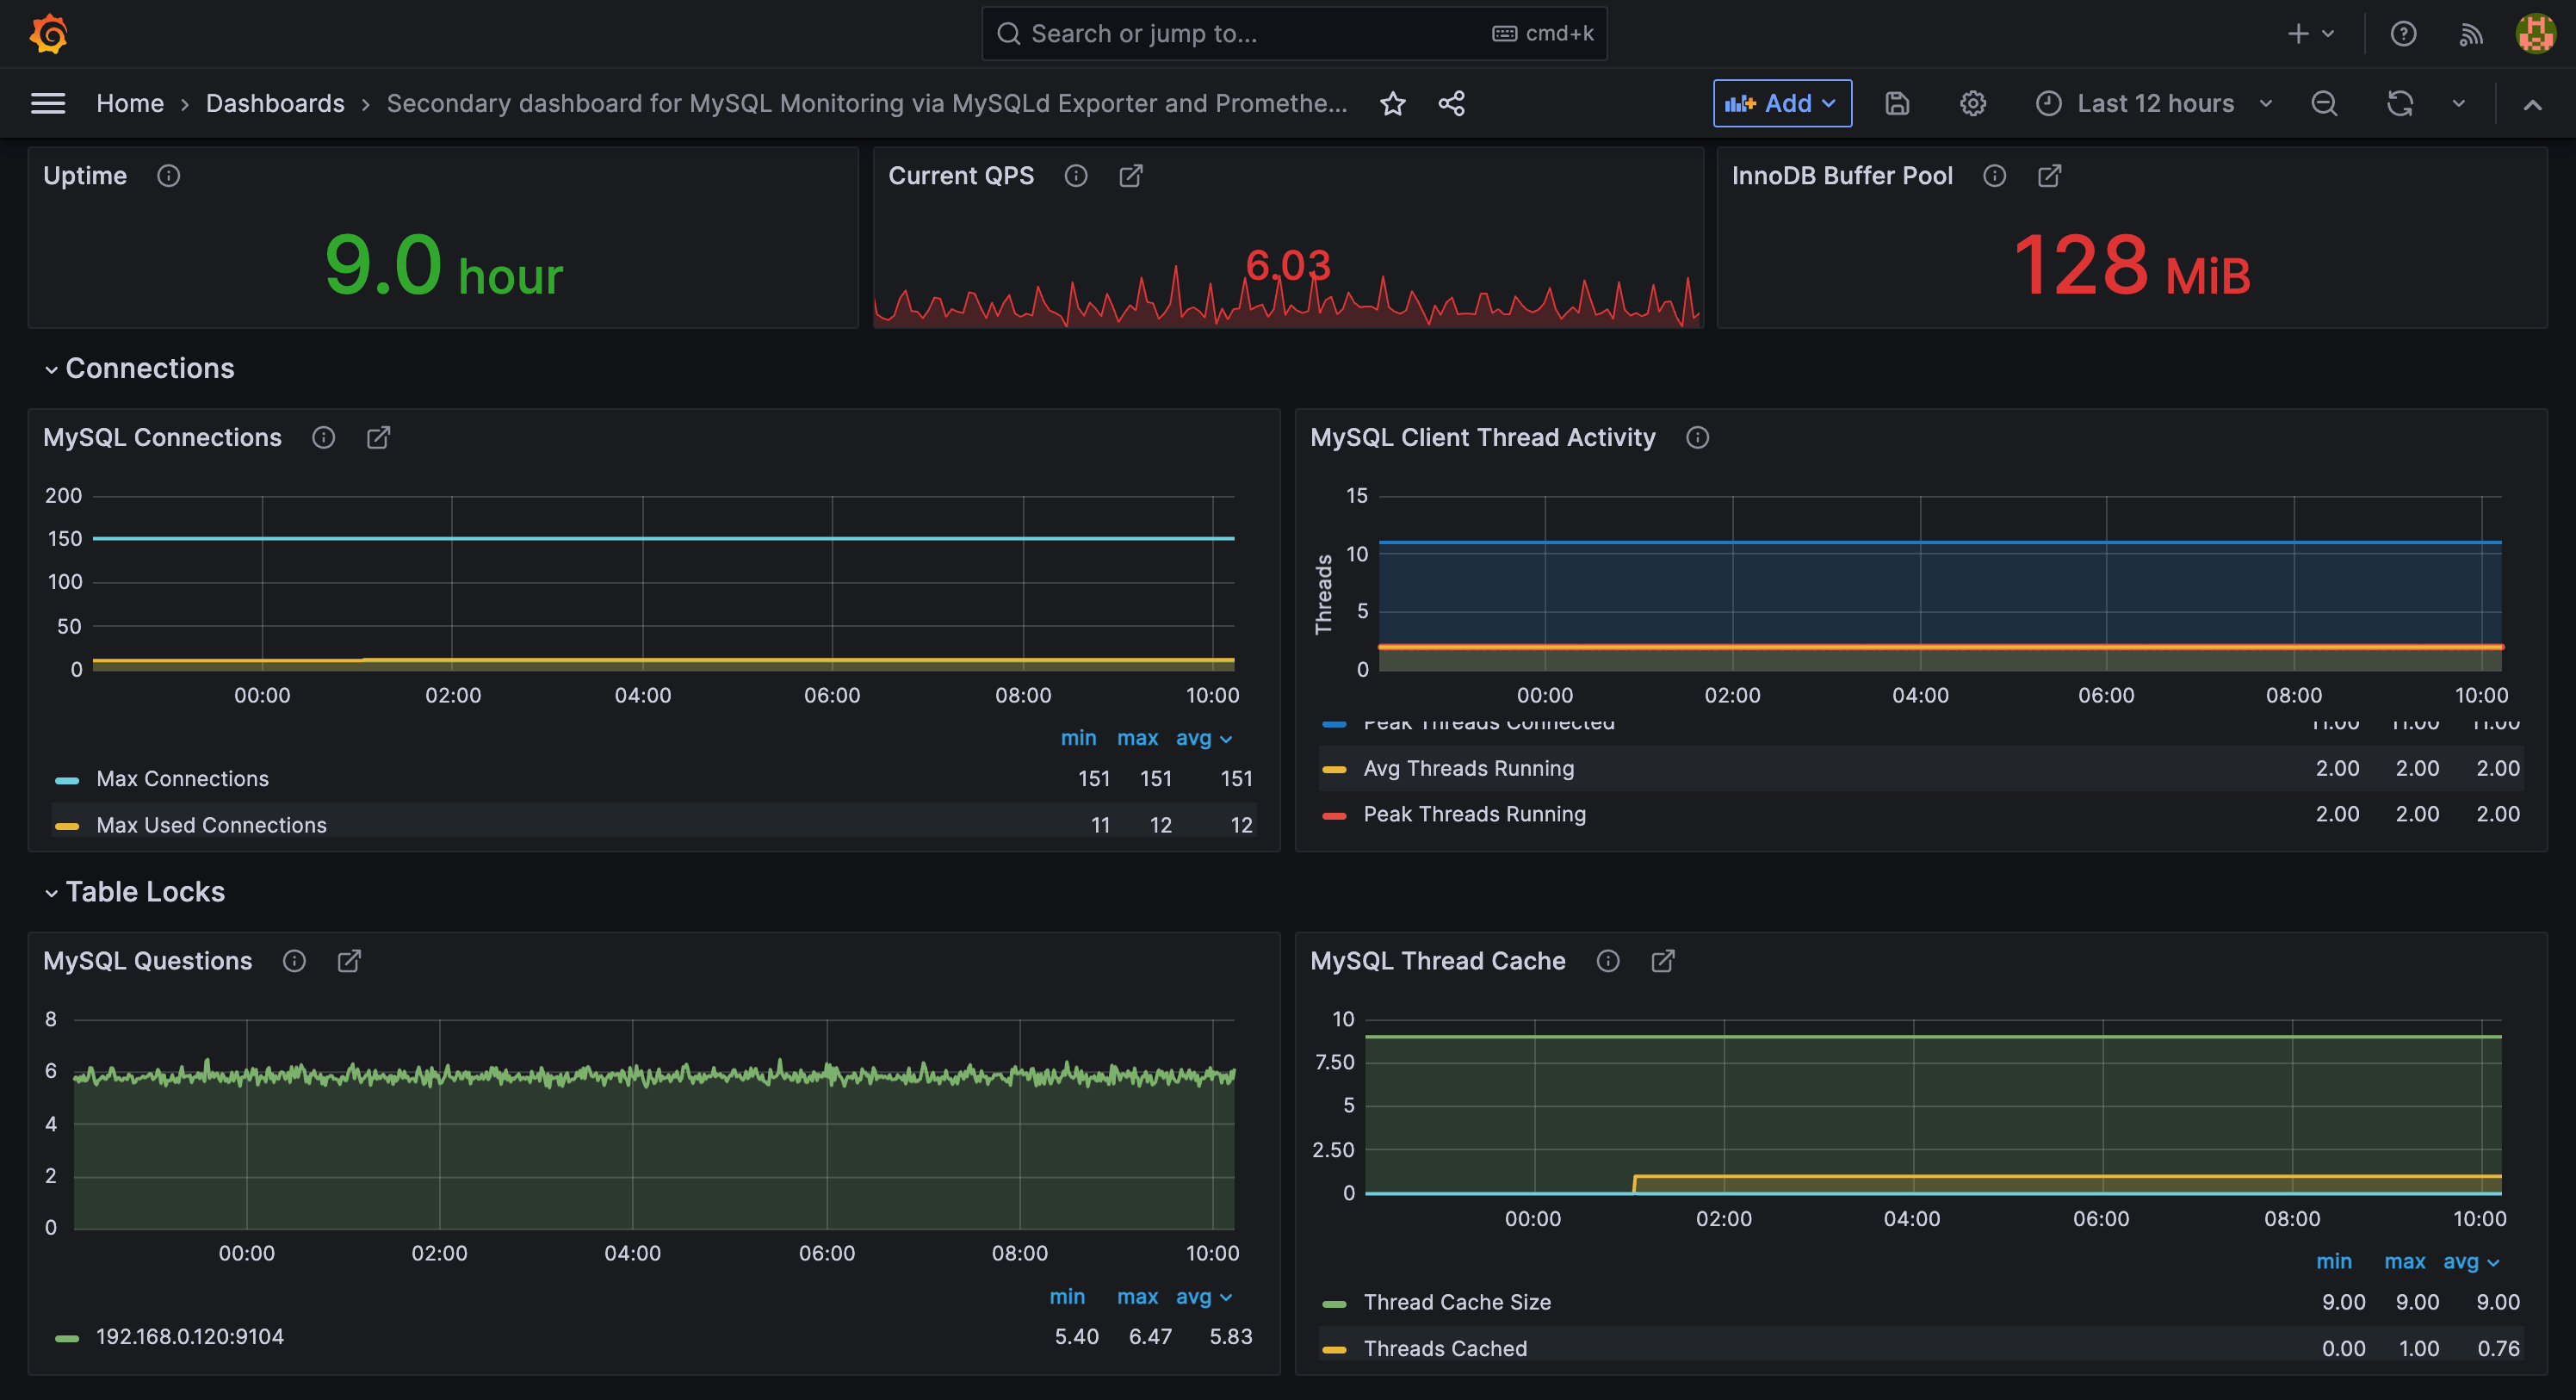 Search or jump to...
cmd+k
Home
Dashboards
Secondary dashboard for MySQL Monitoring via MySQLd Exporter and Promethe...
Add
Last 12 hours
Uptime
9.0 hour
Current QPS
6.03
InnoDB Buffer Pool
128 MiB
Connections
MySQL Connections
200
150
100
50
0
00:00 02:00 04:00 06:00 08:00 10:00
min max avg
Max Connections 151 151 151
Max Used Connections 11 12 12
MySQL Client Thread Activity
Threads
15
10
5
0
00:00 02:00 04:00 06:00 08:00 10:00
Peak Threads Connected 11.00 11.00 11.00
Avg Threads Running 2.00 2.00 2.00
Peak Threads Running 2.00 2.00 2.00
Table Locks
MySQL Questions
8
6
4
2
0
00:00 02:00 04:00 06:00 08:00 10:00
min max avg
192.168.0.120:9104 5.40 6.47 5.83
MySQL Thread Cache
10
7.50
5
2.50
0
00:00 02:00 04:00 06:00 08:00 10:00
min max avg
Thread Cache Size 9.00 9.00 9.00
Threads Cached 0.00 1.00 0.76